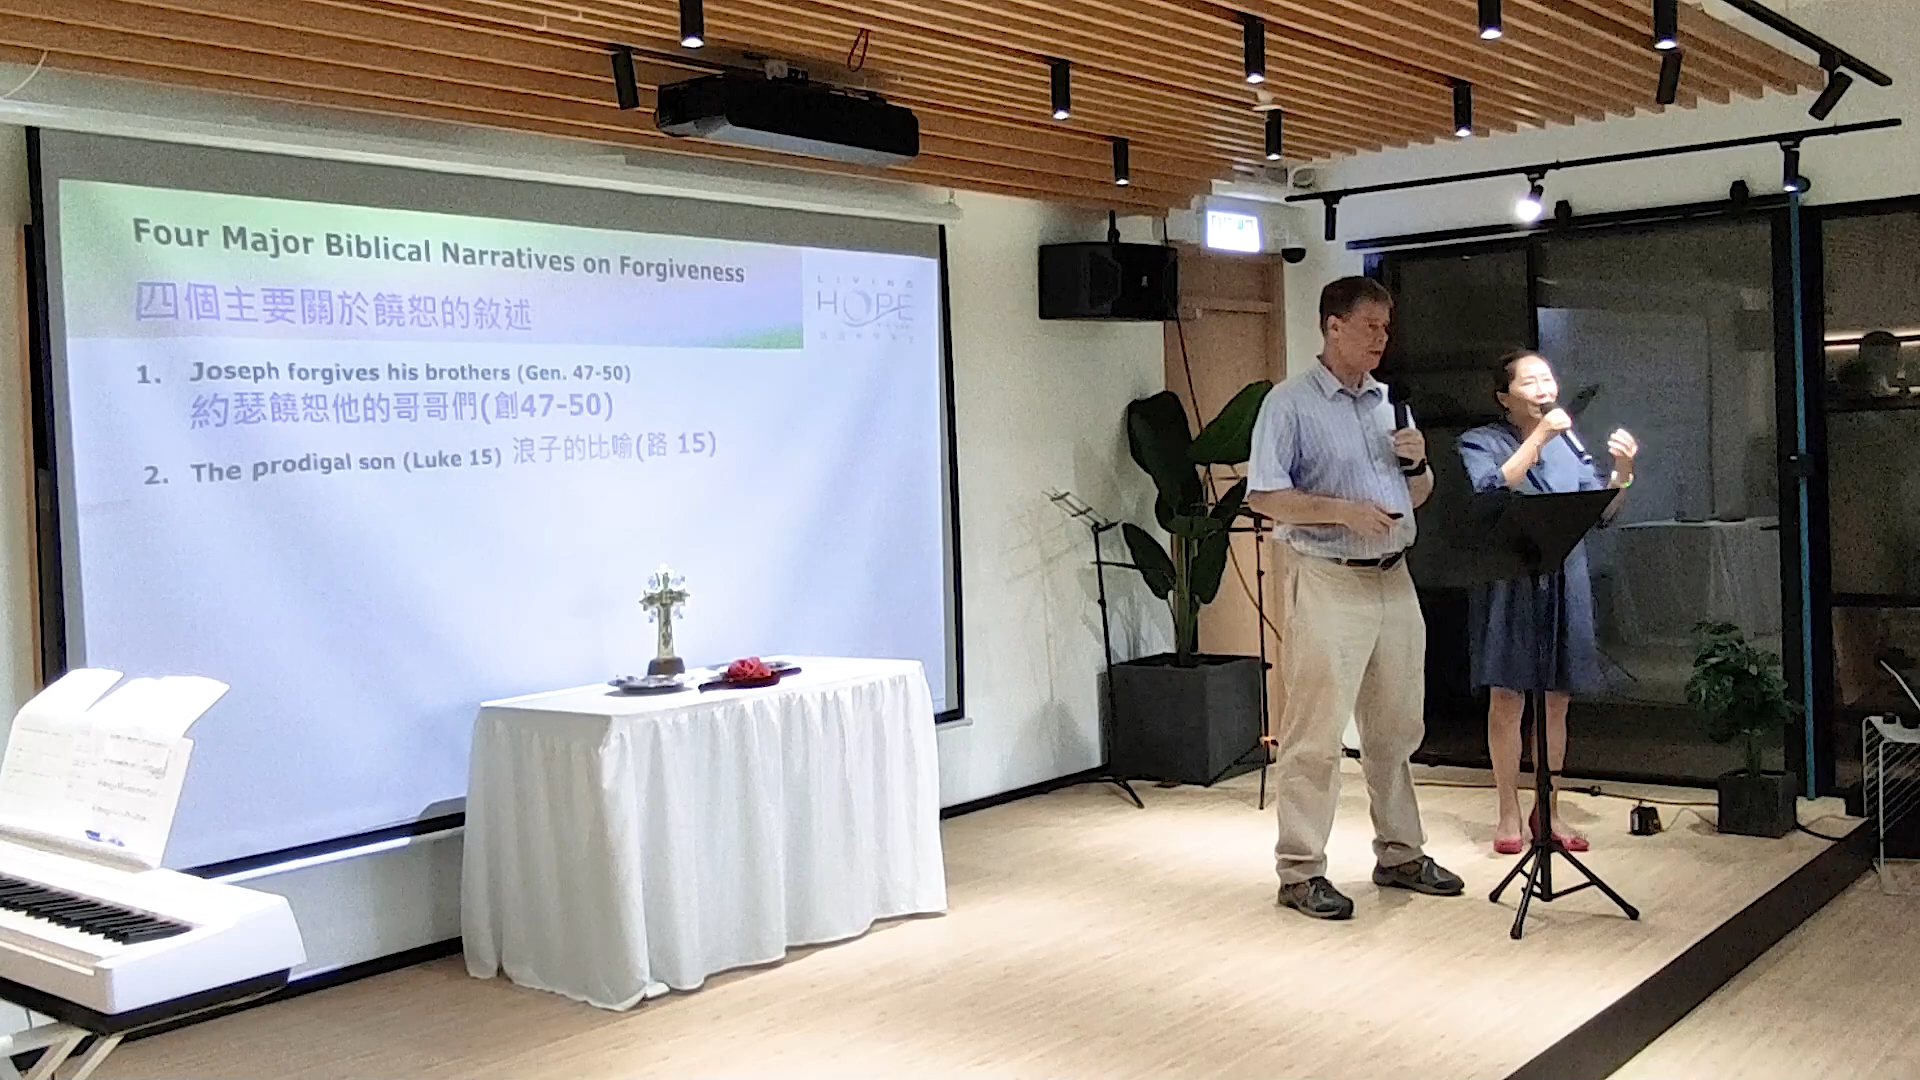 Four Major Biblical Narratives on Forgiveness
四個主要關於饒恕的敘述
LIVING
HOPE
1. Joseph forgives his brothers (Gen. 47-50)
約瑟饒恕他的哥哥們(創47-50)
2. The prodigal son (Luke 15) 浪子的比喻(路 15)